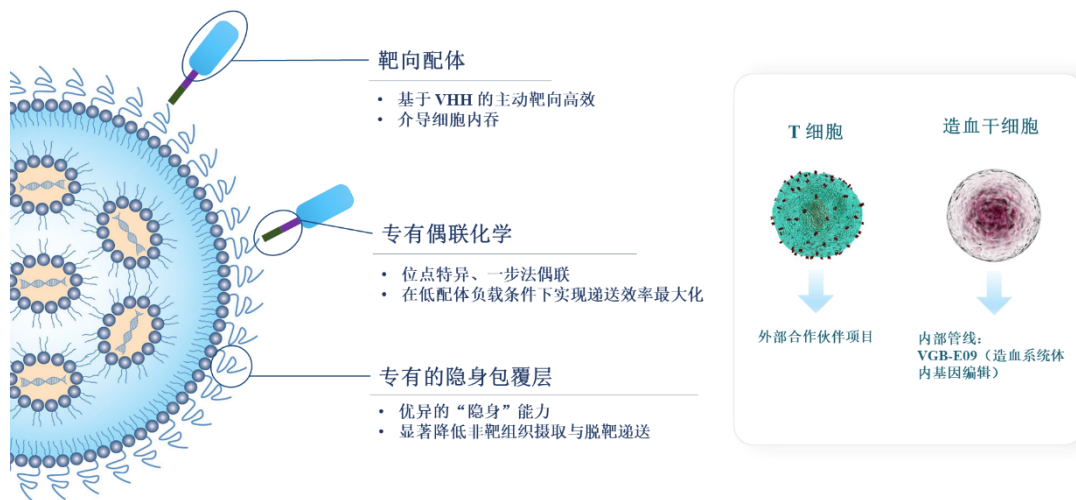 靶向配体
• 基于 VHH 的主动靶向高效
• 介导细胞内吞
专有偶联化学
• 位点特异、一步法偶联
• 在低配体负载条件下实现递送效率最大化
专有的隐身包覆层
• 优异的“隐身”能力
• 显著降低非靶组织摄取与脱靶递送
T 细胞
造血干细胞
外部合作伙伴项目
内部管线：
VGB-E09（造血系统体
内基因编辑）